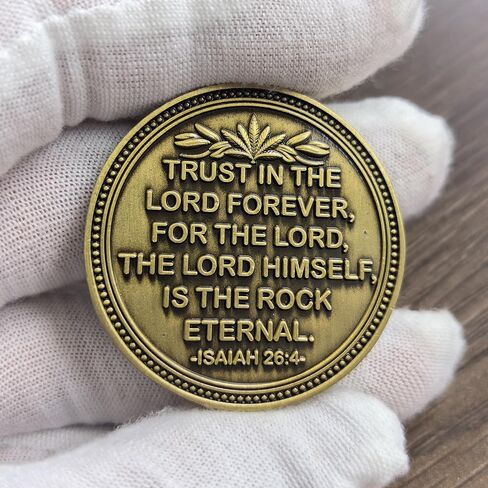 TRUST IN THE
LORD FOREVER,
FOR THE LORD,
THE LORD HIMSELF,
IS THE ROCK
ETERNAL.
-ISAIAH 26:4-